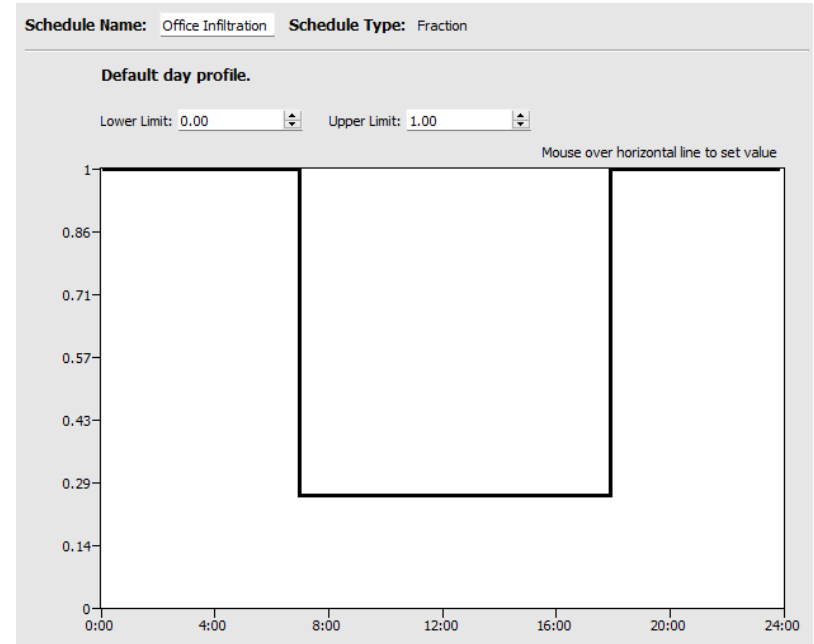 Schedule Name: Office Infiltration Schedule Type: Fraction
Default day profile.
Lower Limit: 0.00 Upper Limit: 1.00
Mouse over horizontal line to set value
1
0.86
0.71
0.57
0.43
0.29
0.14
0
0:00 4:00 8:00 12:00 16:00 20:00 24:00